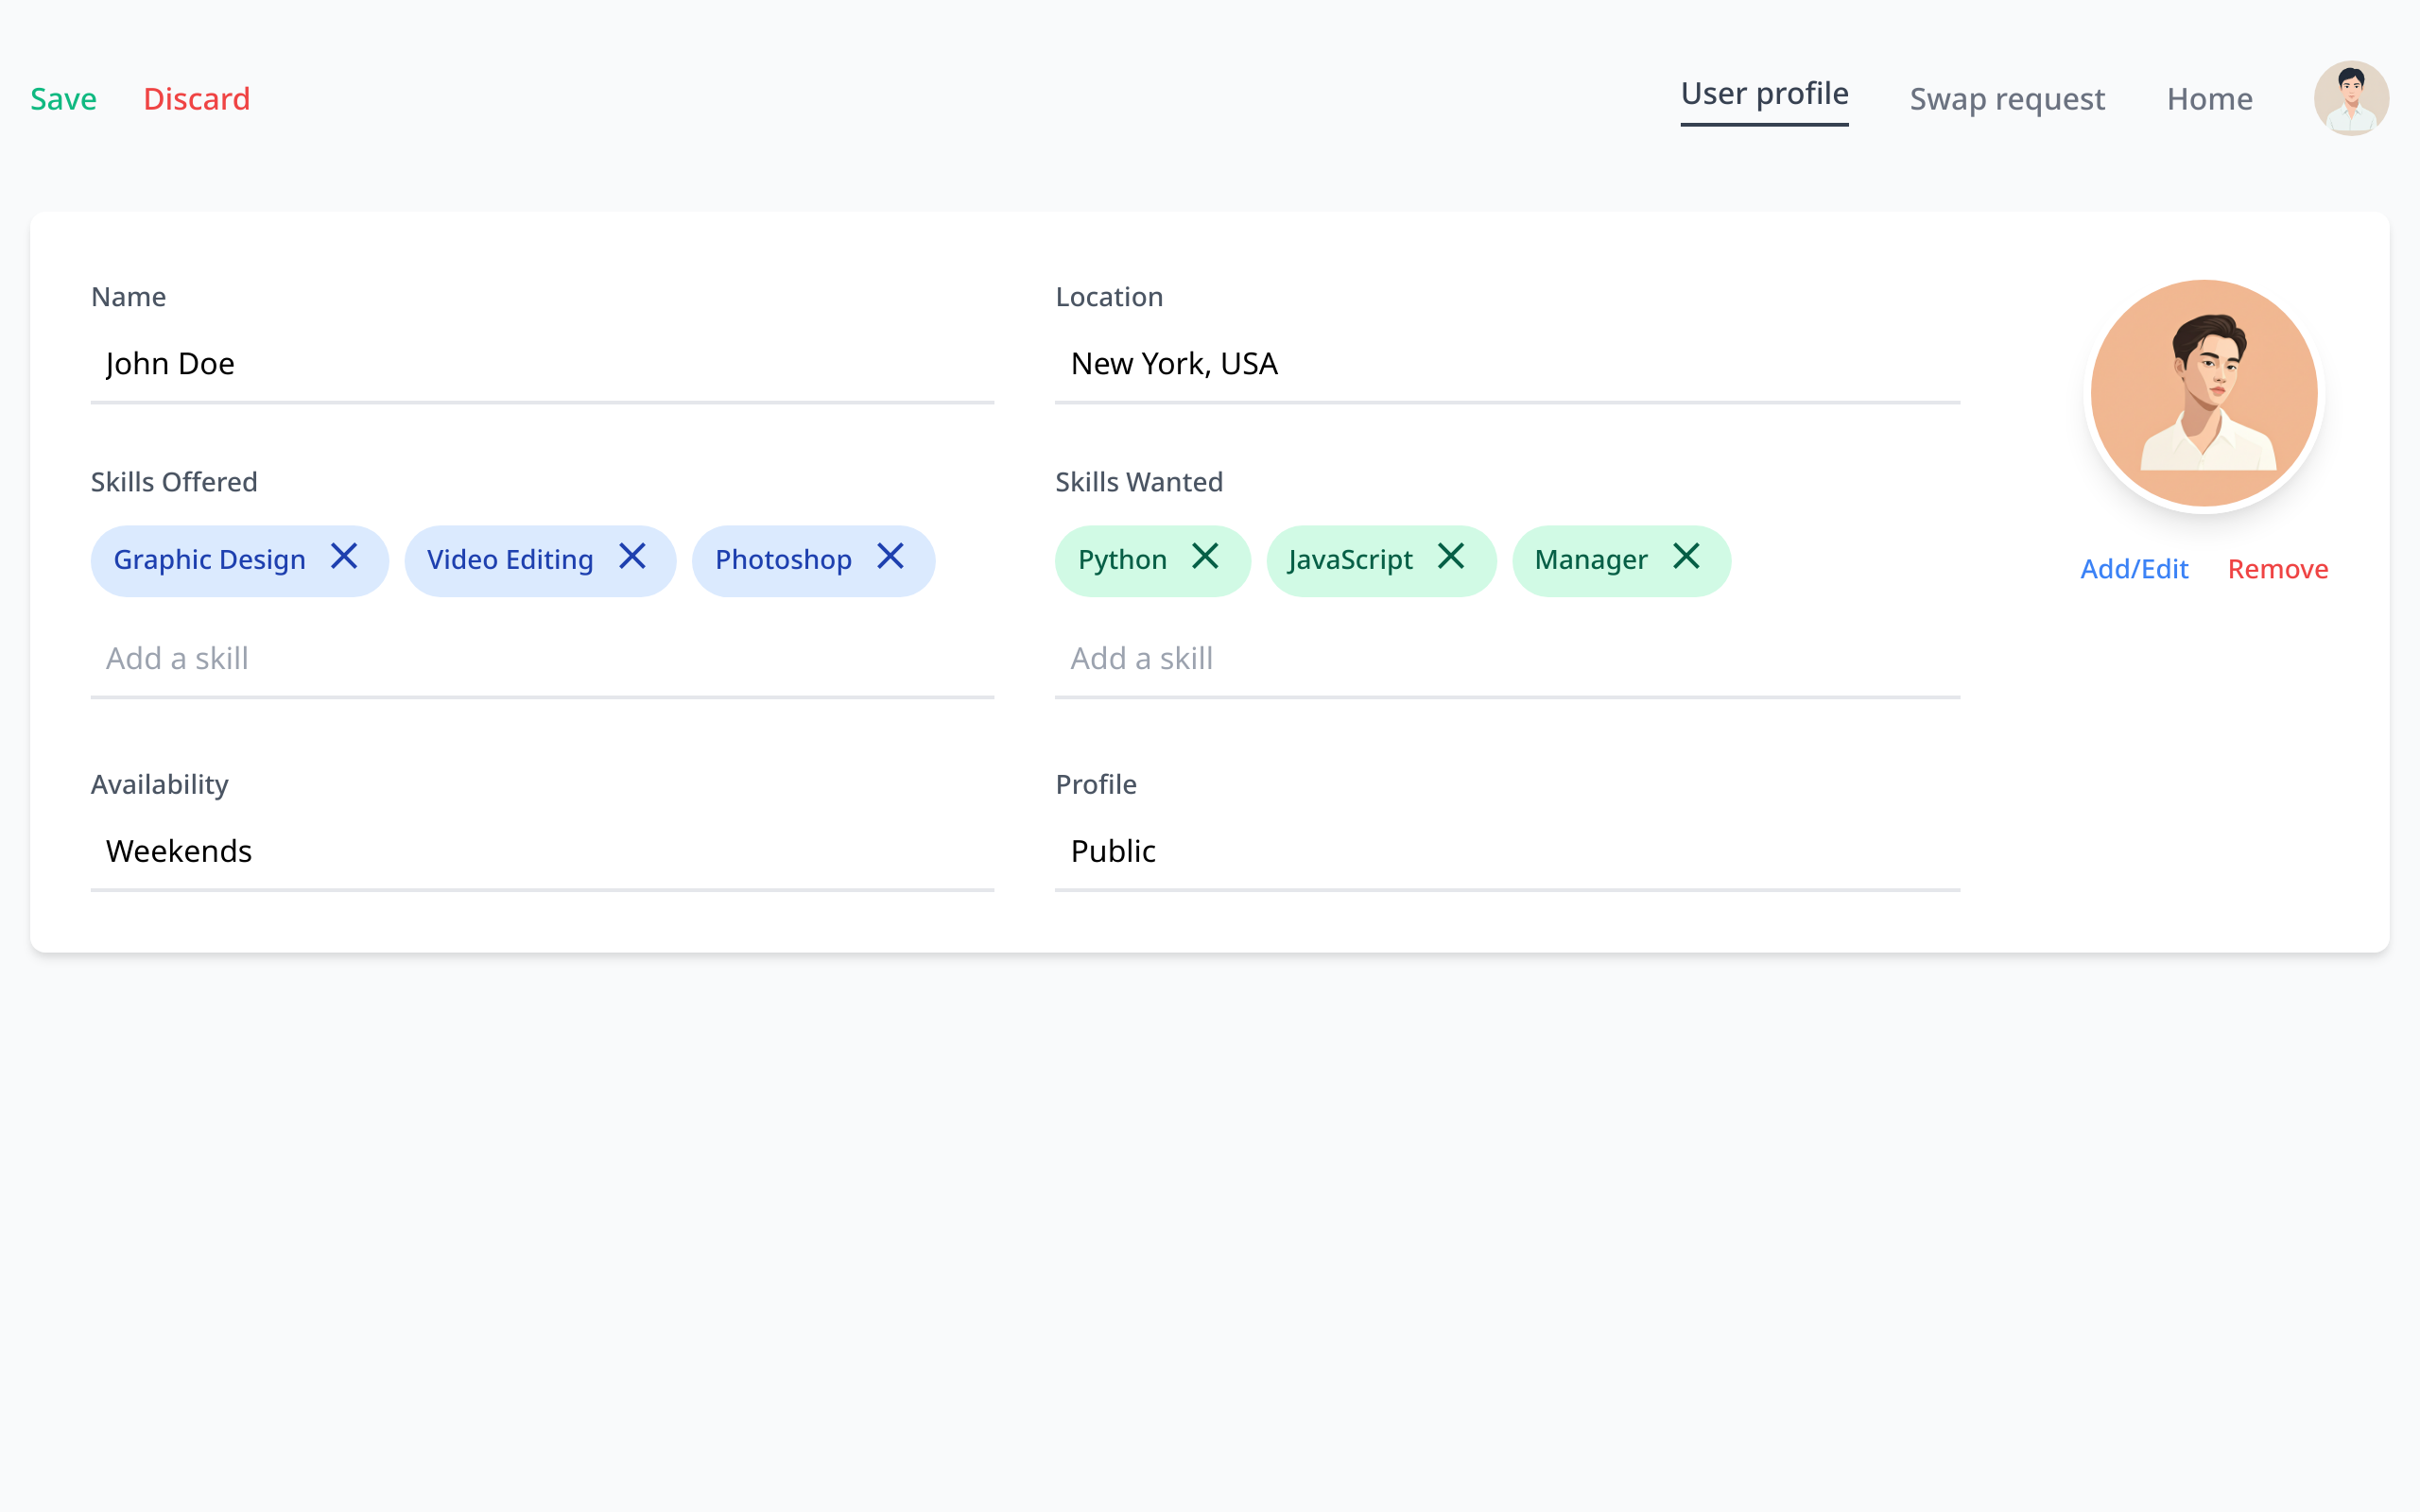 Save Discard User profile Swap request Home
Name
John Doe
Location
New York, USA
Skills Offered
Graphic Design Video Editing Photoshop
Add a skill
Skills Wanted
Python JavaScript Manager
Add a skill
Add/Edit Remove
Availability
Weekends
Profile
Public